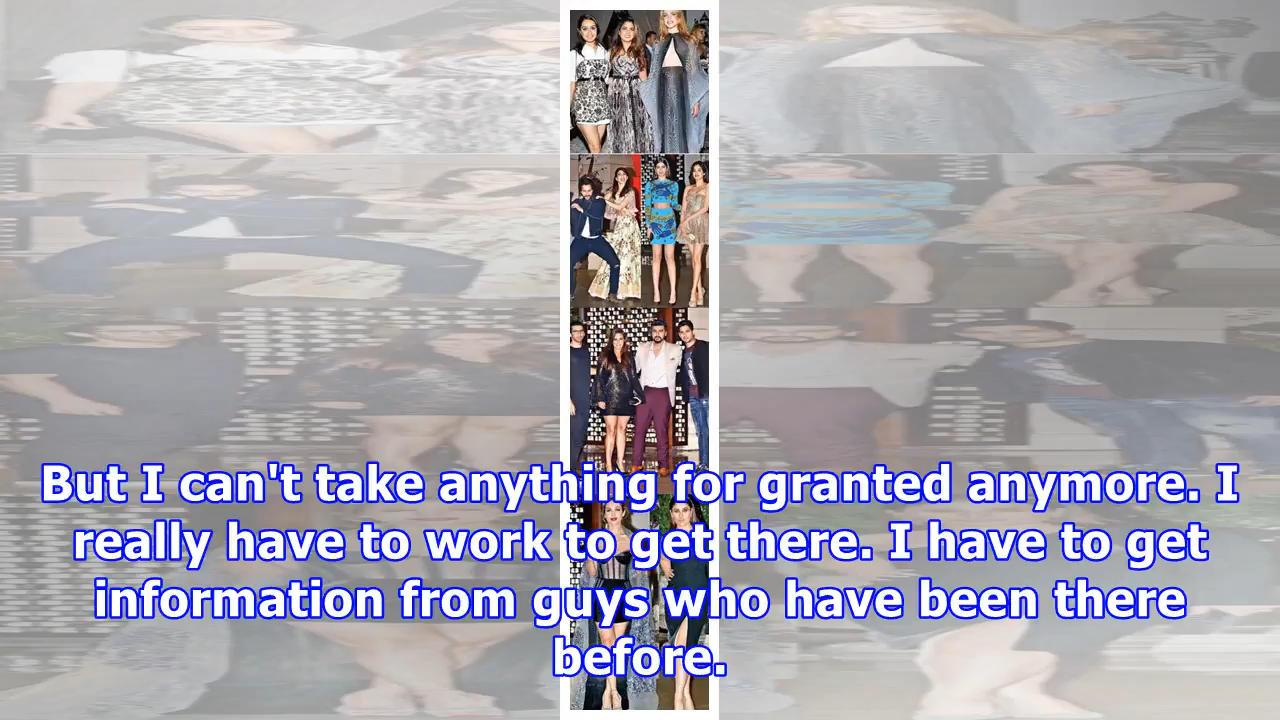 But I can't take anything for granted anymore. I
really have to work to get there. I have to get
information from guys who have been there
before.